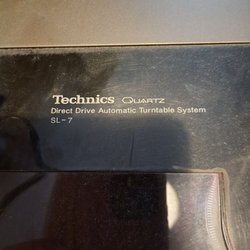 Technics QUARTZ
Direct Drive Automatic Turntable System
SL-7